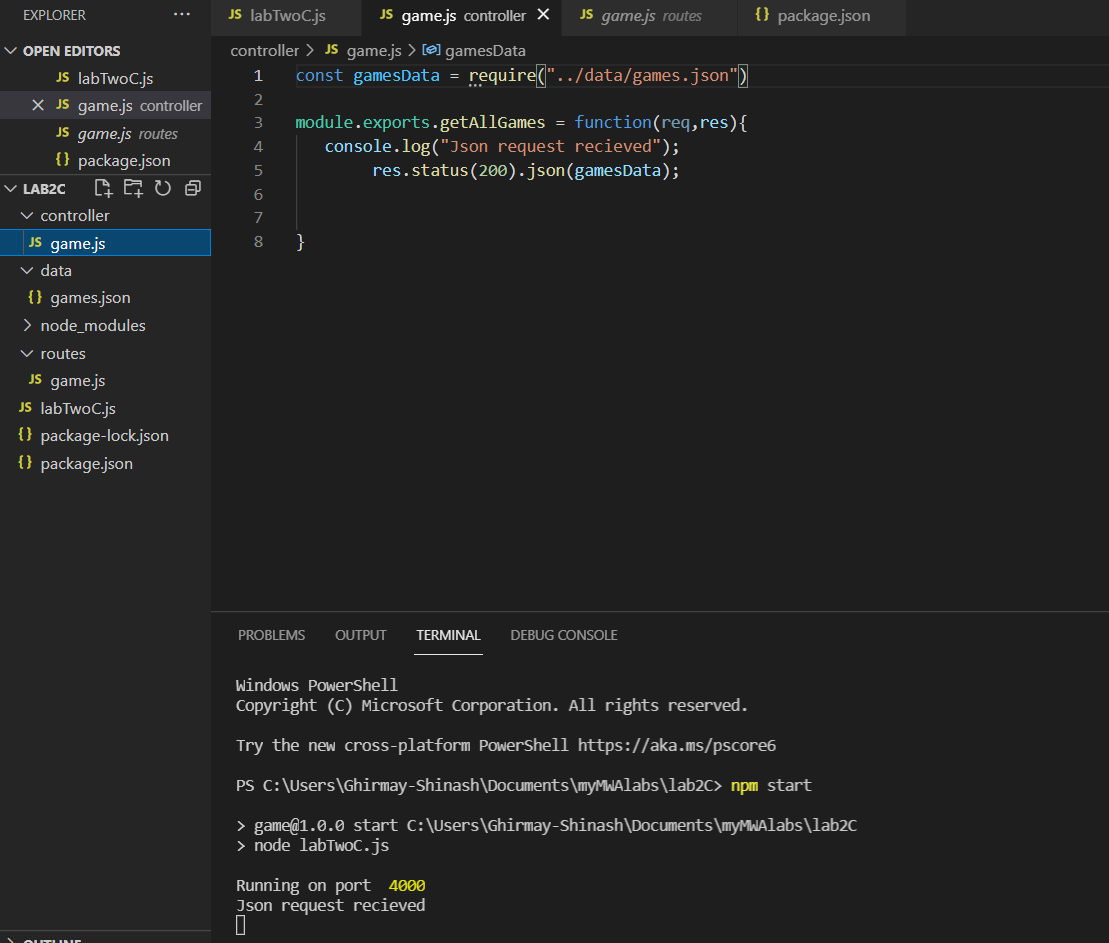 EXPLORER ···
OPEN EDITORS
JS labTwoC.js
JS game.js controller
JS game.js routes
{} package.json
LAB2C
controller
JS game.js
data
{} games.json
node_modules
routes
JS game.js
JS labTwoC.js
{} package-lock.json
{} package.json
OUTLINE
JS labTwoC.js JS game.js controller JS game.js routes {} package.json
controller > JS game.js > gamesData
1 const gamesData = require("../data/games.json")
2
3 module.exports.getAllGames = function(req,res){
4 console.log("Json request recieved");
5 res.status(200).json(gamesData);
6
7
8 }
PROBLEMS OUTPUT TERMINAL DEBUG CONSOLE
Windows PowerShell
Copyright (C) Microsoft Corporation. All rights reserved.
Try the new cross-platform PowerShell https://aka.ms/pscore6
PS C:\Users\Ghirmay-Shinash\Documents\myMWAlabs\lab2C> npm start
> game@1.0.0 start C:\Users\Ghirmay-Shinash\Documents\myMWAlabs\lab2C
> node labTwoC.js
Running on port 4000
Json request recieved